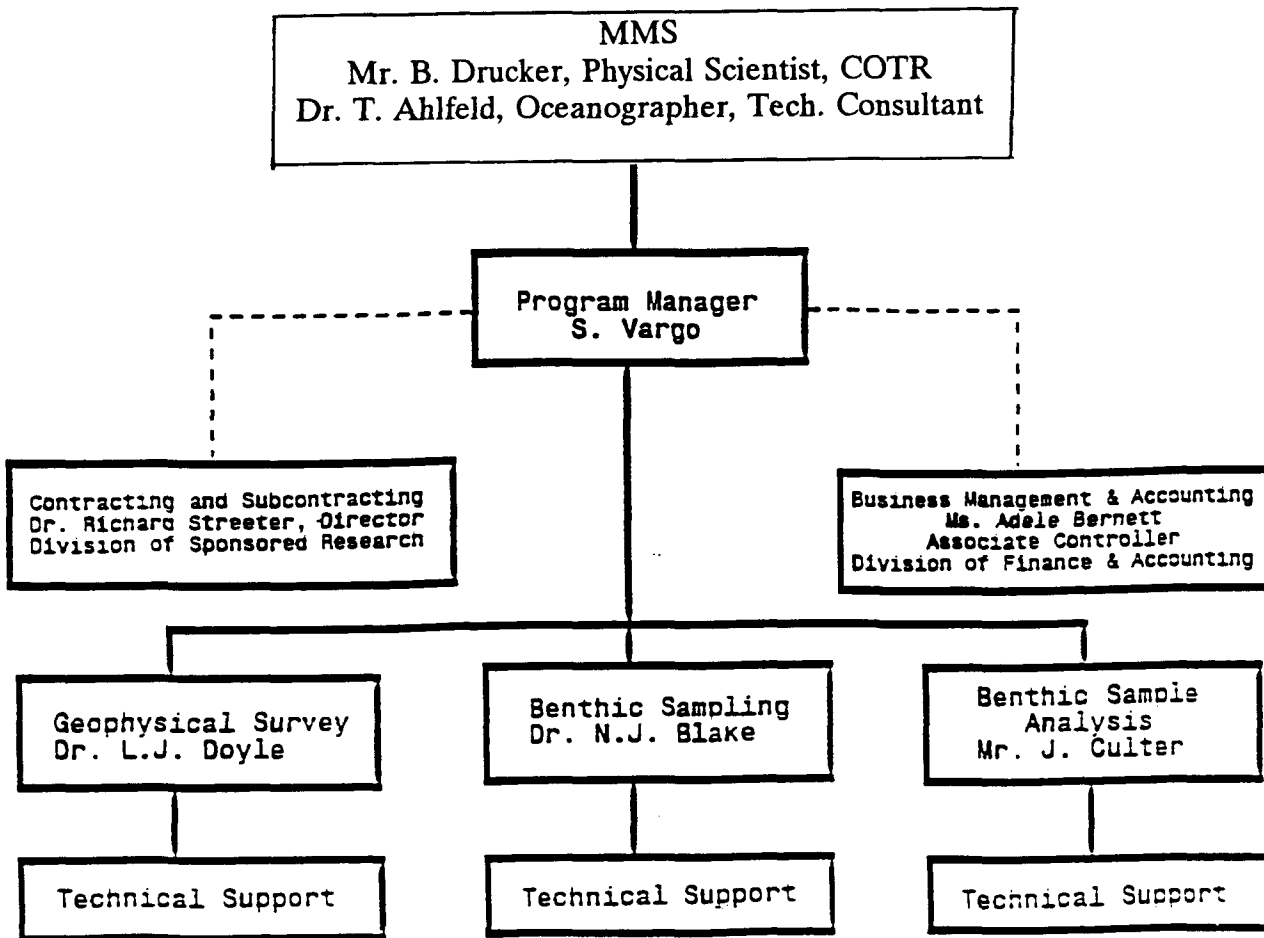 MMS
Mr. B. Drucker, Physical Scientist, COTR
Dr. T. Ahlfeld, Oceanographer, Tech. Consultant
Program Manager
S. Vargo
Contracting and Subcontracting
Dr. Richard Streeter, Director
Division of Sponsored Research
Business Management & Accounting
Ms. Adele Bernett
Associate Controller
Division of Finance & Accounting
Geophysical Survey
Dr. L.J. Doyle
Benthic Sampling
Dr. N.J. Blake
Benthic Sample
Analysis
Mr. J. Culter
Technical Support
Technical Support
Technical Support